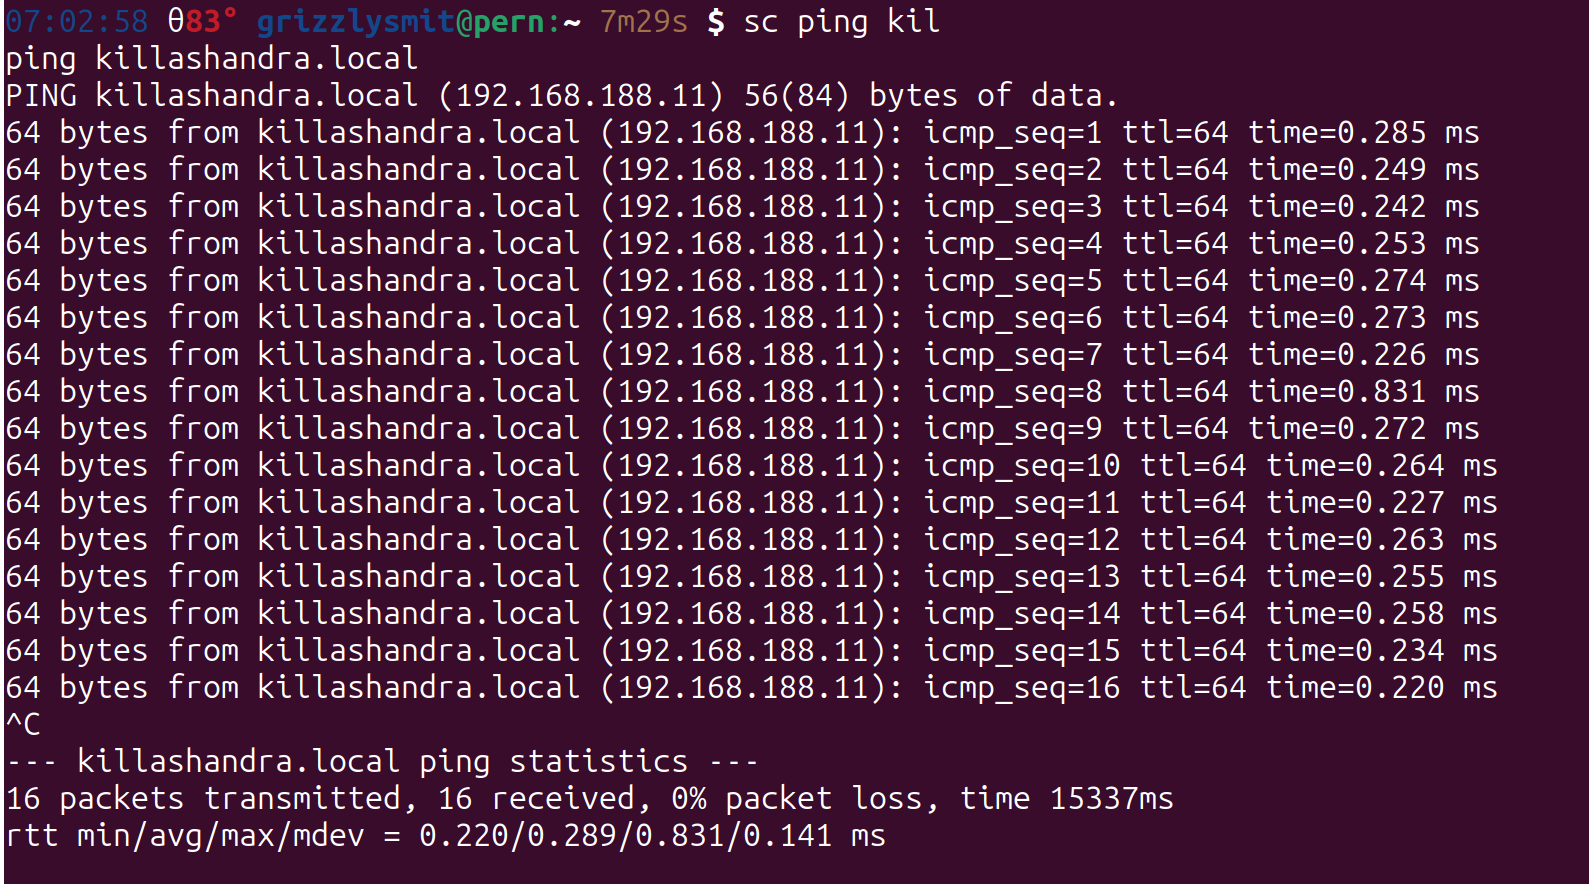 07:02:58 θ83° grizzlysmit@pern:~ 7m29s $ sc ping kil
ping killashandra.local
PING killashandra.local (192.168.188.11) 56(84) bytes of data.
64 bytes from killashandra.local (192.168.188.11): icmp_seq=1 ttl=64 time=0.285 ms
64 bytes from killashandra.local (192.168.188.11): icmp_seq=2 ttl=64 time=0.249 ms
64 bytes from killashandra.local (192.168.188.11): icmp_seq=3 ttl=64 time=0.242 ms
64 bytes from killashandra.local (192.168.188.11): icmp_seq=4 ttl=64 time=0.253 ms
64 bytes from killashandra.local (192.168.188.11): icmp_seq=5 ttl=64 time=0.274 ms
64 bytes from killashandra.local (192.168.188.11): icmp_seq=6 ttl=64 time=0.273 ms
64 bytes from killashandra.local (192.168.188.11): icmp_seq=7 ttl=64 time=0.226 ms
64 bytes from killashandra.local (192.168.188.11): icmp_seq=8 ttl=64 time=0.831 ms
64 bytes from killashandra.local (192.168.188.11): icmp_seq=9 ttl=64 time=0.272 ms
64 bytes from killashandra.local (192.168.188.11): icmp_seq=10 ttl=64 time=0.264 ms
64 bytes from killashandra.local (192.168.188.11): icmp_seq=11 ttl=64 time=0.227 ms
64 bytes from killashandra.local (192.168.188.11): icmp_seq=12 ttl=64 time=0.263 ms
64 bytes from killashandra.local (192.168.188.11): icmp_seq=13 ttl=64 time=0.255 ms
64 bytes from killashandra.local (192.168.188.11): icmp_seq=14 ttl=64 time=0.258 ms
64 bytes from killashandra.local (192.168.188.11): icmp_seq=15 ttl=64 time=0.234 ms
64 bytes from killashandra.local (192.168.188.11): icmp_seq=16 ttl=64 time=0.220 ms
^C
--- killashandra.local ping statistics ---
16 packets transmitted, 16 received, 0% packet loss, time 15337ms
rtt min/avg/max/mdev = 0.220/0.289/0.831/0.141 ms